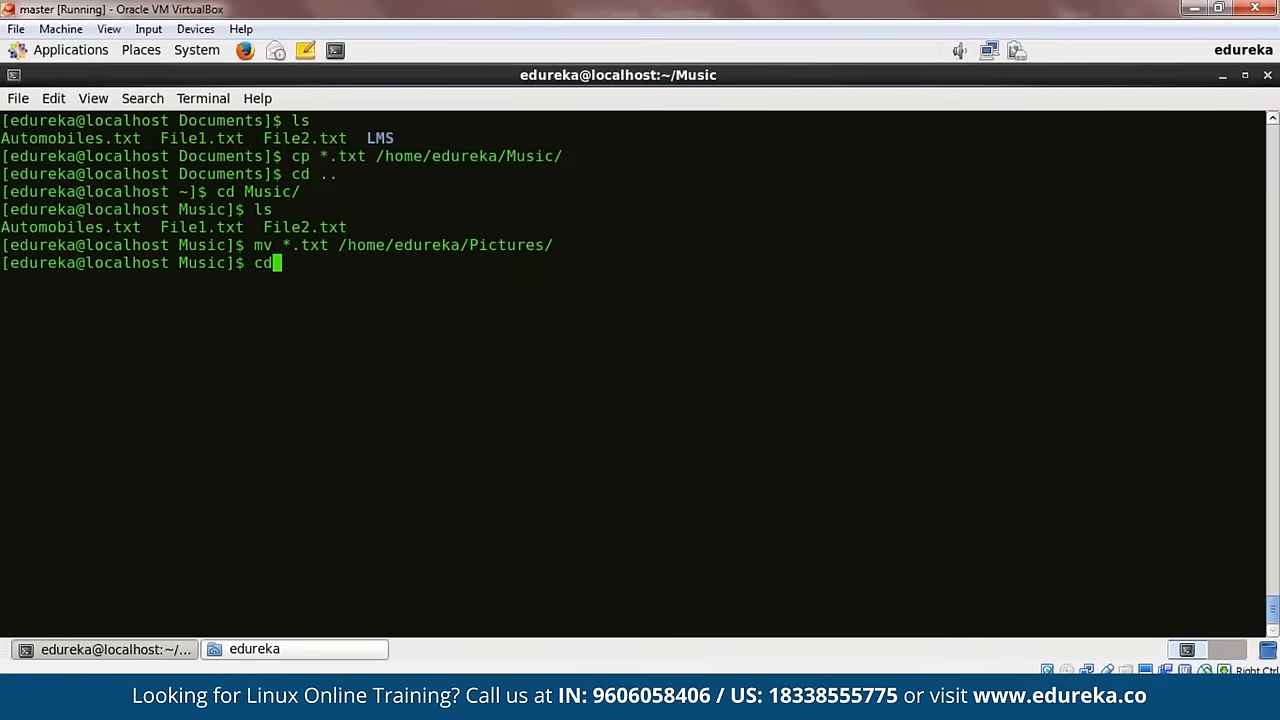 master [Running] - Oracle VM VirtualBox
File Machine View Input Devices Help
Applications Places System edureka
edureka@localhost:~/Music
File Edit View Search Terminal Help
[edureka@localhost Documents]$ ls
Automobiles.txt File1.txt File2.txt LMS
[edureka@localhost Documents]$ cp *.txt /home/edureka/Music/
[edureka@localhost Documents]$ cd ..
[edureka@localhost ~]$ cd Music/
[edureka@localhost Music]$ ls
Automobiles.txt File1.txt File2.txt
[edureka@localhost Music]$ mv *.txt /home/edureka/Pictures/
[edureka@localhost Music]$ cd
edureka@localhost:~/... edureka
Right Ctrl
Looking for Linux Online Training? Call us at IN: 9606058406 / US: 18338555775 or visit www.edureka.co